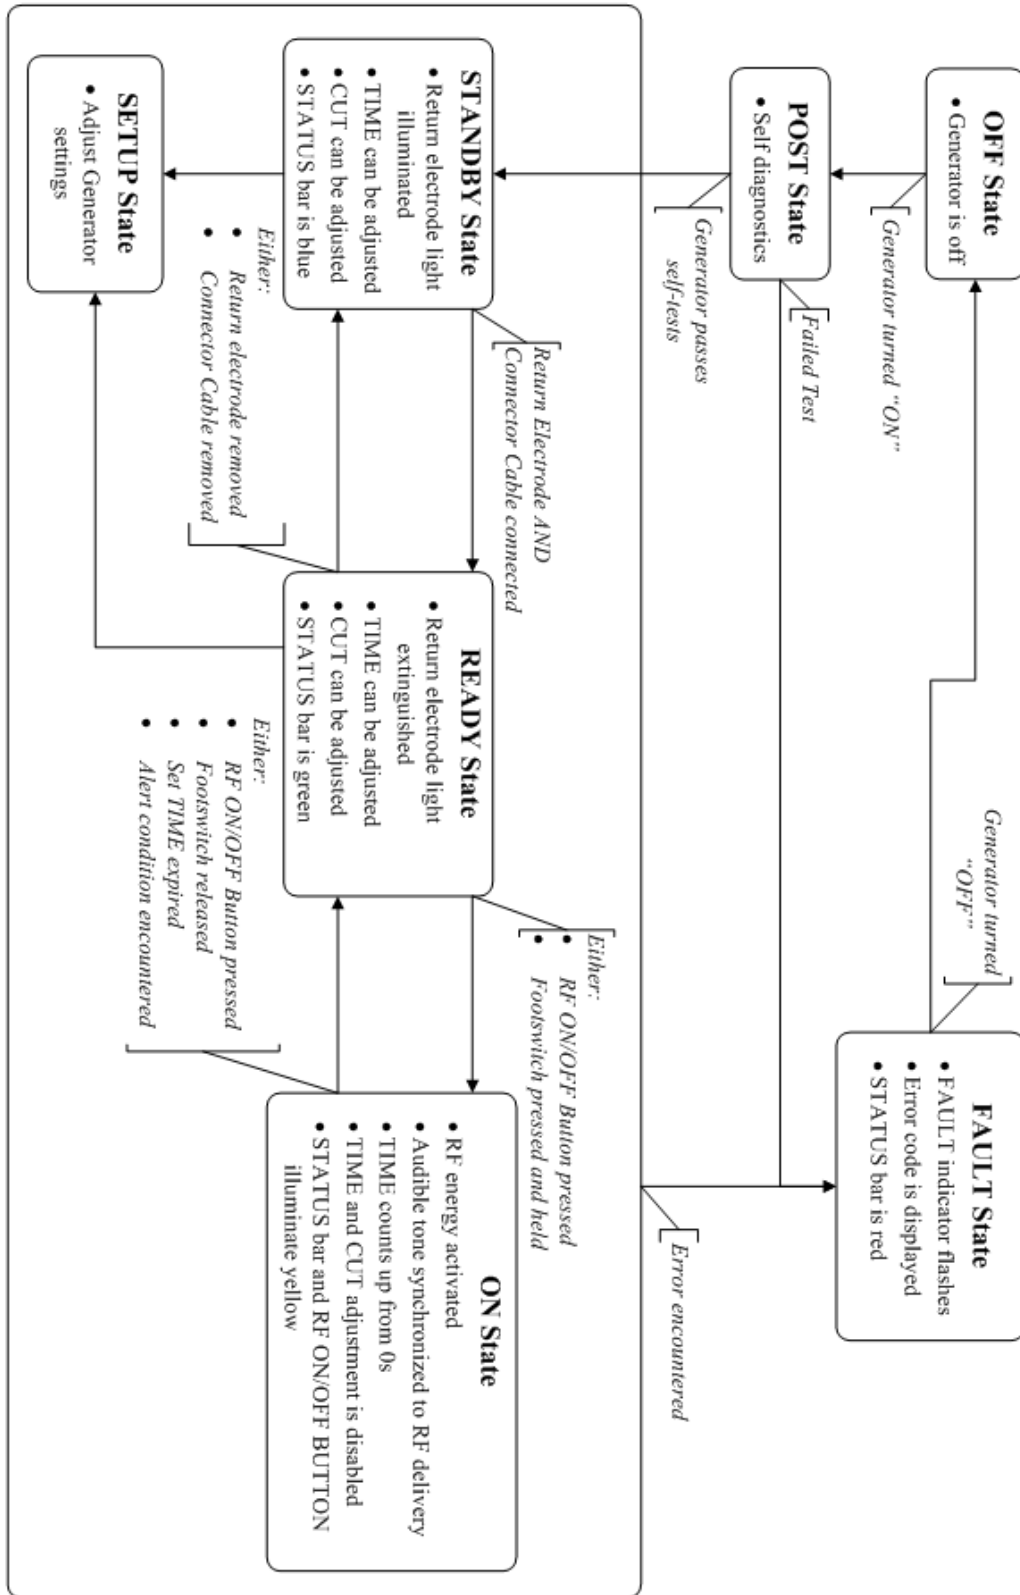 OFF State
• Generator is off
Generator turned "ON"
Generator turned
"OFF"
FAULT State
• FAULT indicator flashes
• Error code is displayed
• STATUS bar is red
POST State
• Self diagnostics
Failed Test
Generator passes
self-tests
Error encountered
STANDBY State
• Return electrode light
illuminated
• TIME can be adjusted
• CUT can be adjusted
• STATUS bar is blue
Return Electrode AND
Connector Cable connected
READY State
• Return electrode light
extinguished
• TIME can be adjusted
• CUT can be adjusted
• STATUS bar is green
Either:
• RF ON/OFF Button pressed
• Footswitch pressed and held
ON State
• RF energy activated
• Audible tone synchronized to RF delivery
• TIME counts up from 0s
• TIME and CUT adjustment is disabled
• STATUS bar and RF ON/OFF BUTTON
illuminate yellow
Either:
• Return electrode removed
• Connector Cable removed
Either:
• RF ON/OFF Button pressed
• Footswitch released
• Set TIME expired
• Alert condition encountered
SETUP State
• Adjust Generator
settings